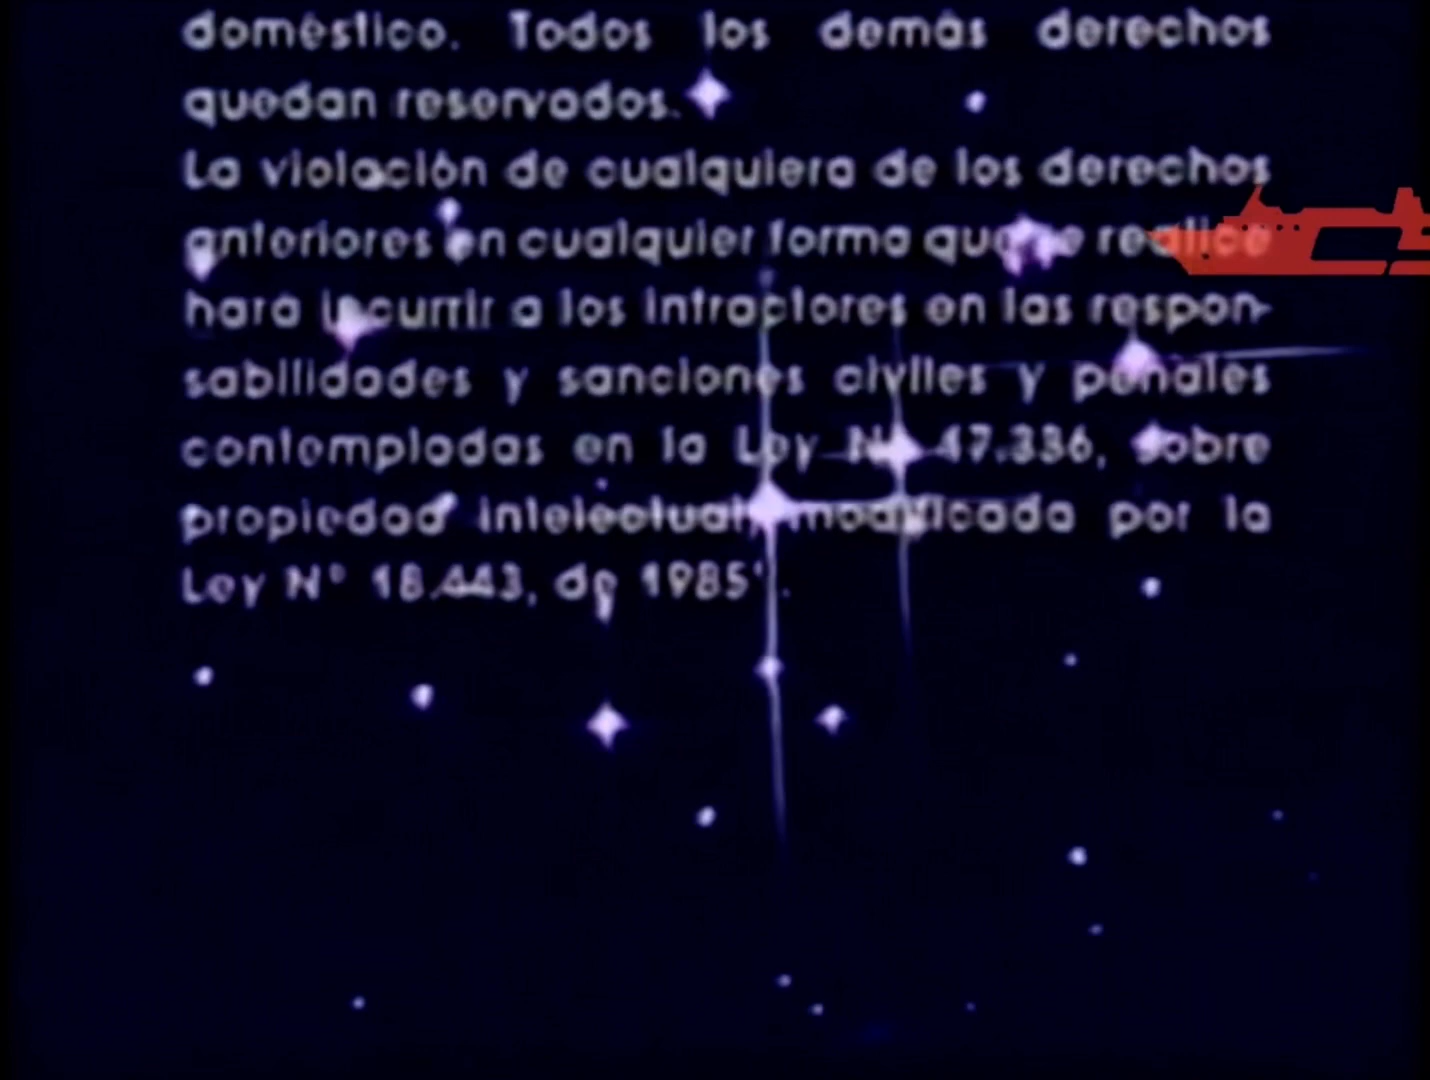 doméstico. Todos los demás derechos
quedan reservados.
La violación de cualquiera de los derechos
anteriores en cualquier forma que se realice
hará incurrir a los infractores en las respon-
sabilidades y sanciones civiles y penales
contempladas en la Ley Nº 17.336, sobre
propiedad intelectual, modificada por la
Ley Nº 18.443, de 1985".